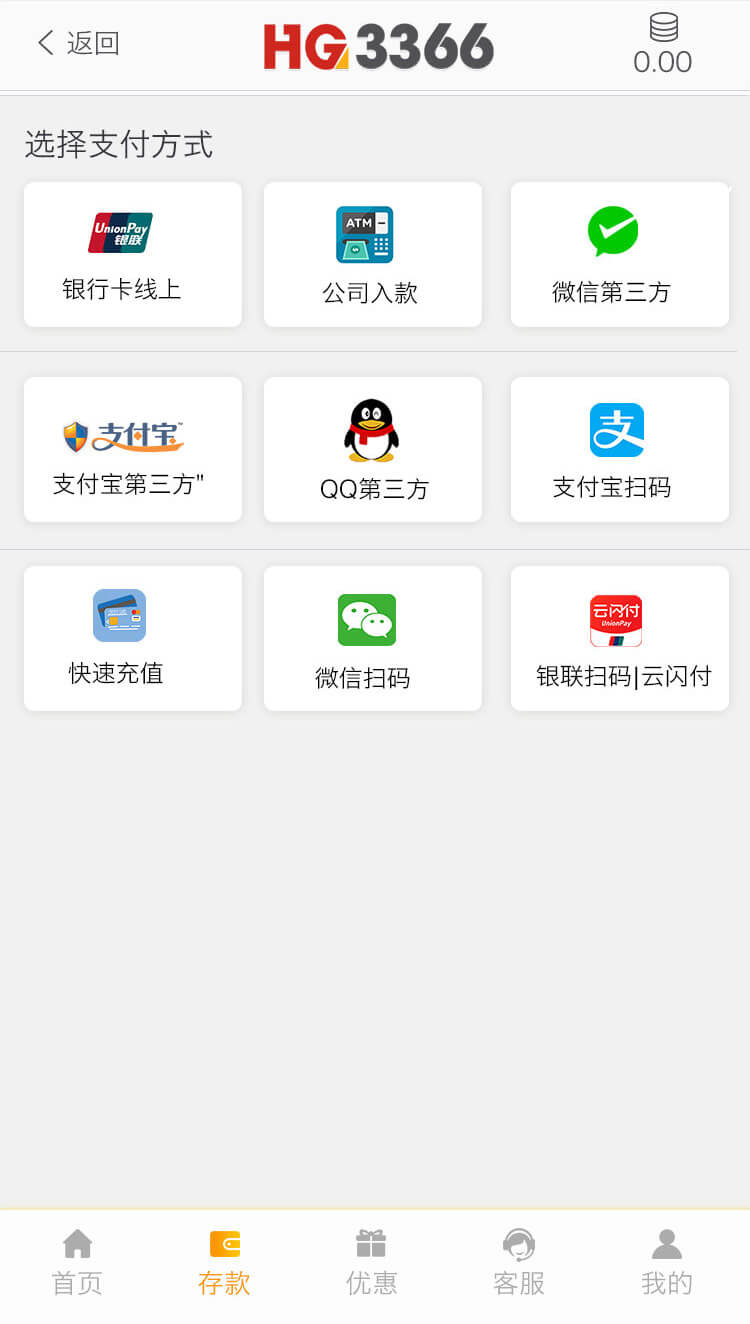 返回
HG3366
0.00
选择支付方式
UnionPay
银联
银行卡线上
ATM
公司入款
微信第三方
支付宝™
支付宝第三方"
QQ第三方
支
支付宝扫码
快速充值
微信扫码
云闪付
UnionPay
银联扫码|云闪付
首页
存款
优惠
客服
我的